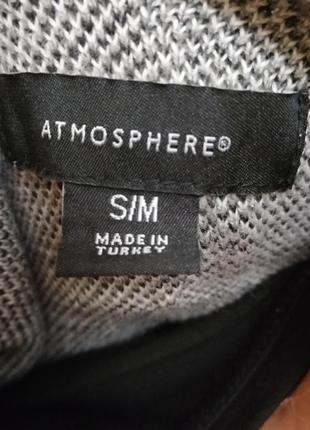 ATMOSPHERE®
S/M
MADE IN
TURKEY